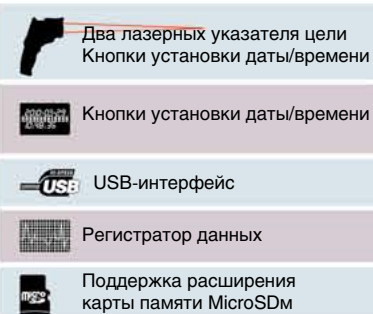 Два лазерных указателя цели
Кнопки установки даты/времени
Кнопки установки даты/времени
USB
USB-интерфейс
Регистратор данных
Поддержка расширения
карты памяти MicroSDм